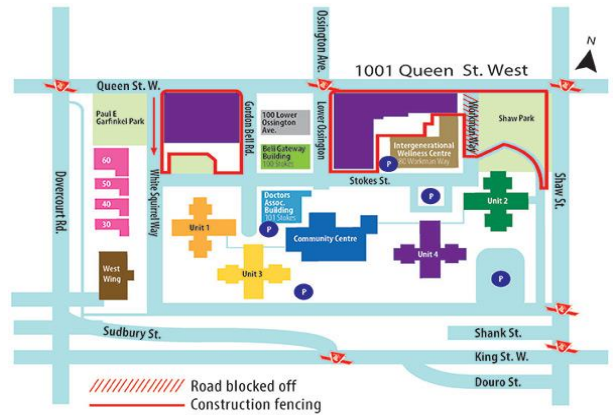 Ossington Ave.
N
1001 Queen St. West
Queen St. W.
Paul E
Garfinkel Park
Gordon Bell Rd.
100 Lower
Ossington
Ave.
Bell Gateway
Building
100 Stokes
Lower Ossington
Intergenerational
Wellness Centre
80 Workman Way
Workman Way
Shaw Park
P
Stokes St.
60
50
40
30
White Squirrel Way
Dovercourt Rd.
Shaw St.
Doctors
Assoc.
Building
101 Stokes
P
P
Unit 2
Unit 1
Community Centre
Unit 4
Unit 3
West
Wing
P
P
Sudbury St.
Shank St.
King St. W.
Douro St.
Road blocked off
Construction fencing